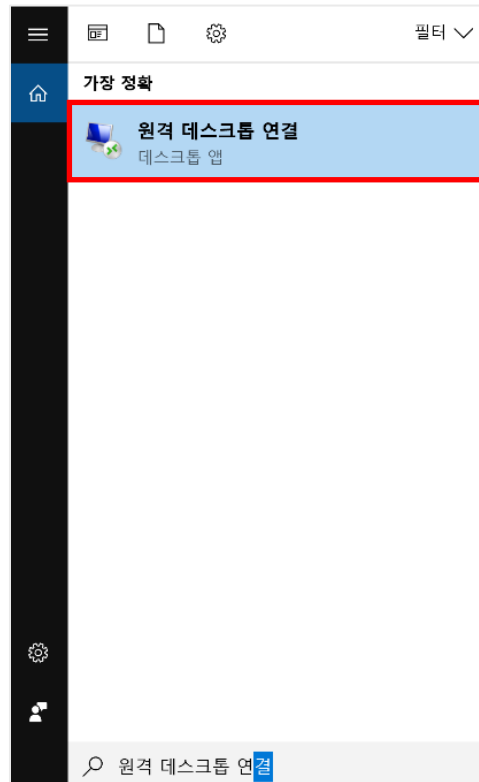 필터
가장 정확
원격 데스크톱 연결
데스크톱 앱
원격 데스크톱 연결